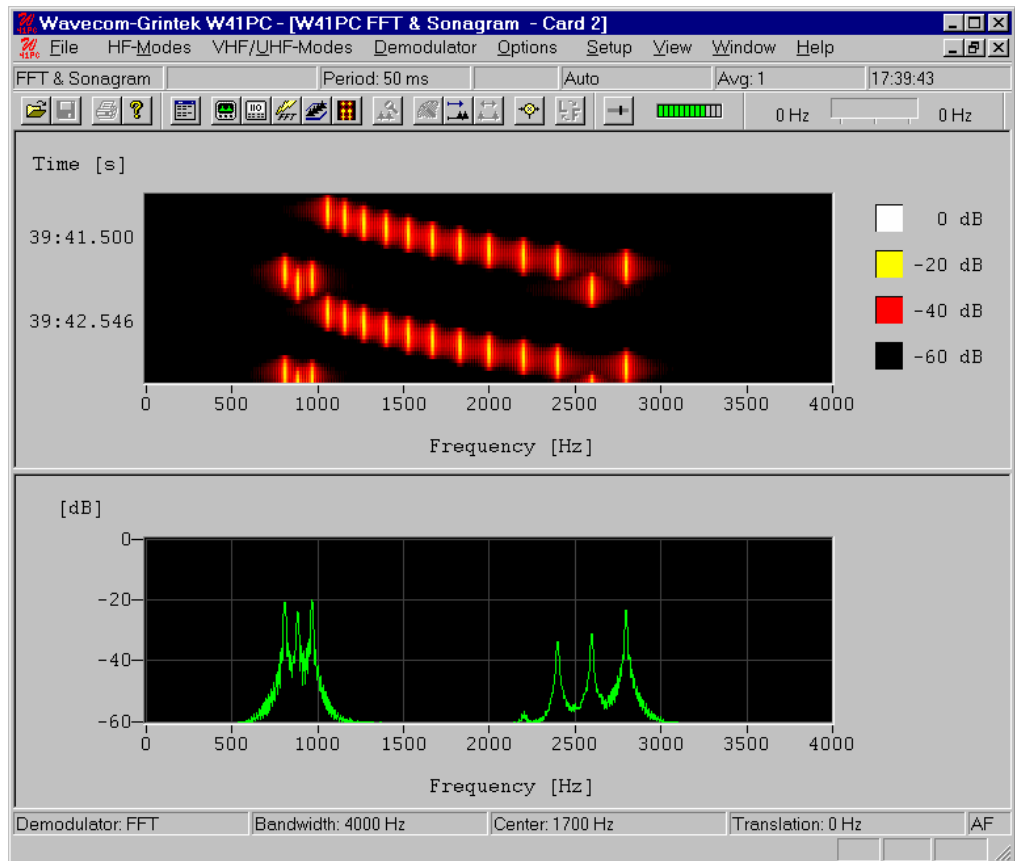 Wavecom-Grintek W41PC - [W41PC FFT & Sonagram - Card 2]
File HF-Modes VHF/UHF-Modes Demodulator Options Setup View Window Help
FFT & Sonagram Period: 50 ms Auto Avg: 1 17:39:43
0 Hz 0 Hz
Time [s]
39:41.500
39:42.546
0 dB
-20 dB
-40 dB
-60 dB
0 500 1000 1500 2000 2500 3000 3500 4000
Frequency [Hz]
[dB]
0
-20
-40
-60
0 500 1000 1500 2000 2500 3000 3500 4000
Frequency [Hz]
Demodulator: FFT Bandwidth: 4000 Hz Center: 1700 Hz Translation: 0 Hz AF